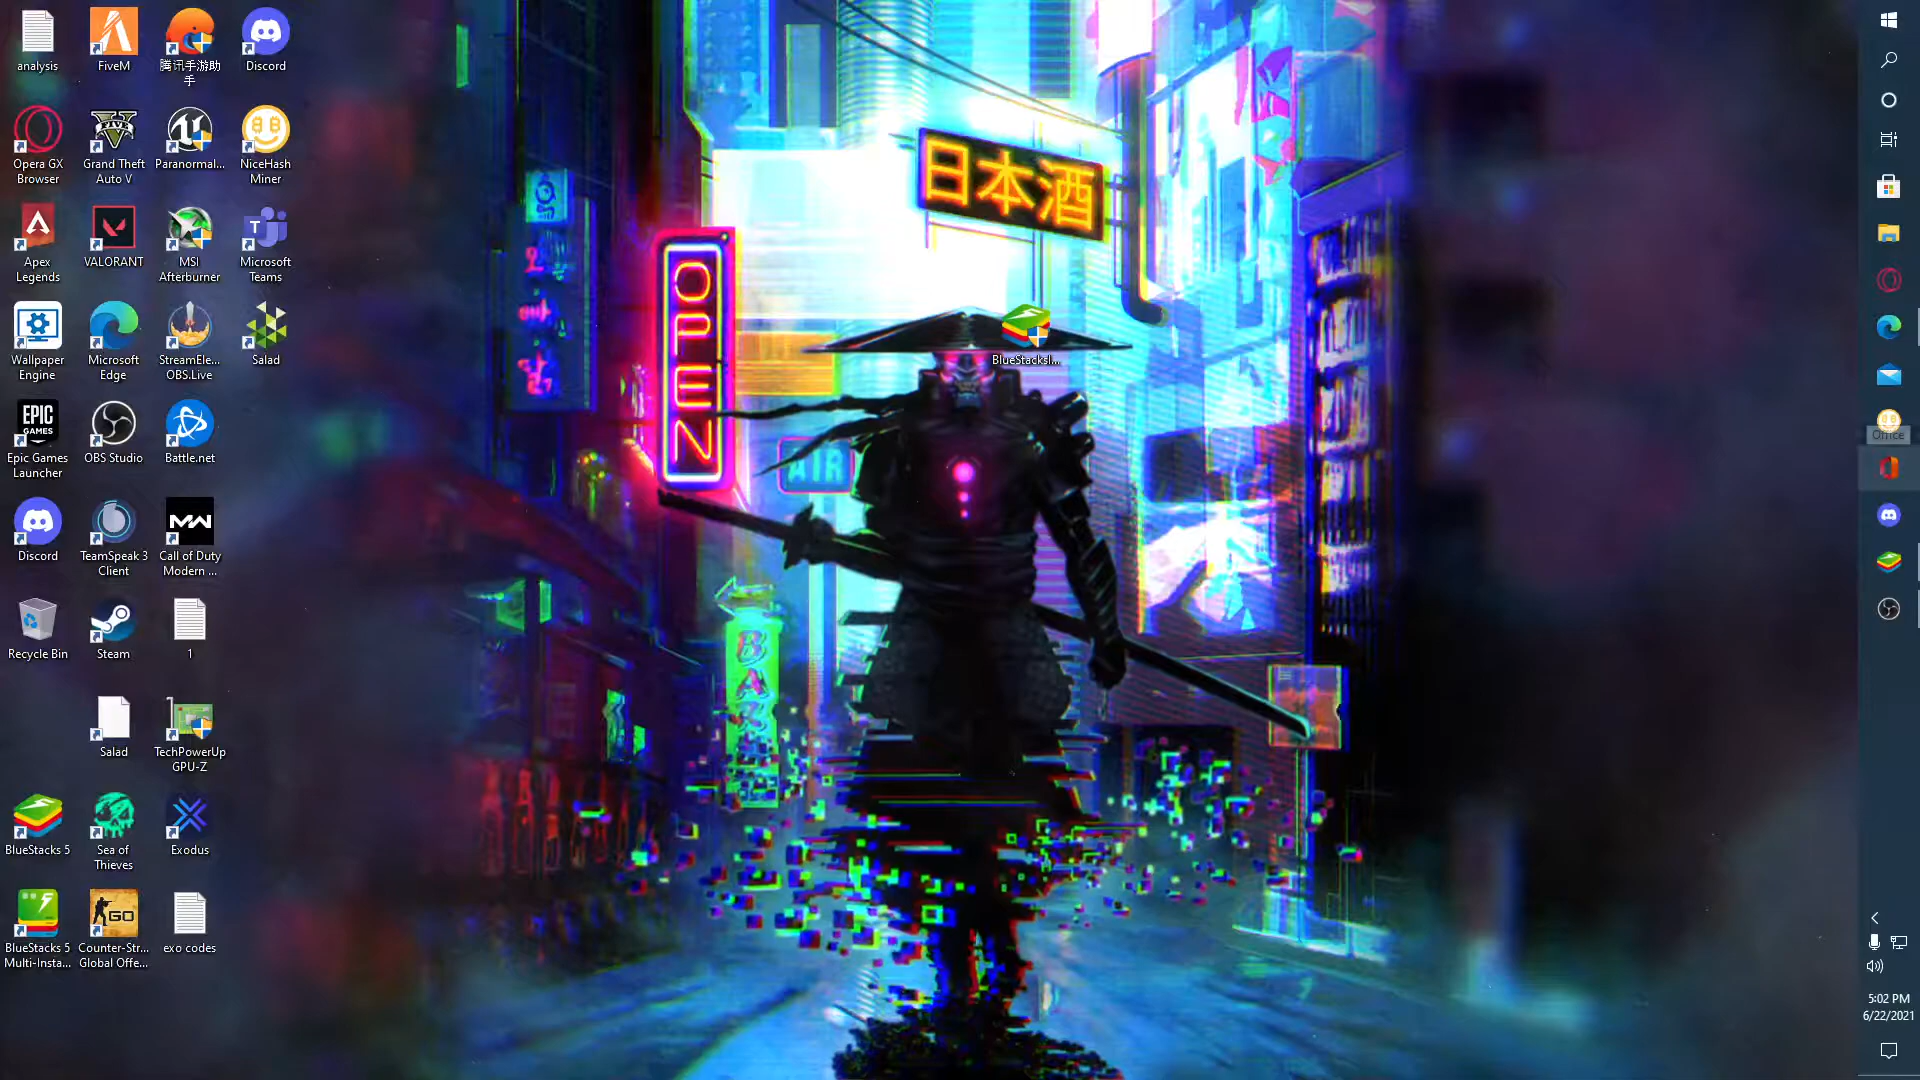 analysis
FiveM
腾讯手游助
手
Discord
Opera GX
Browser
Grand Theft
Auto V
Paranormal...
NiceHash
Miner
Apex
Legends
VALORANT
MSI
Afterburner
Microsoft
Teams
Wallpaper
Engine
Microsoft
Edge
StreamEle...
OBS.Live
Salad
EPIC
GAMES
Epic Games
Launcher
OBS Studio
Battle.net
Discord
TeamSpeak 3
Client
Call of Duty
Modern ...
Recycle Bin
Steam
1
Salad
TechPowerUp
GPU-Z
BlueStacks 5
Sea of
Thieves
Exodus
BlueStacks 5
Multi-Insta...
GO
Counter-Str...
Global Offe...
exo codes
BlueStacksI...
日本酒
OPEN
AIR
Office
5:02 PM
6/22/2021